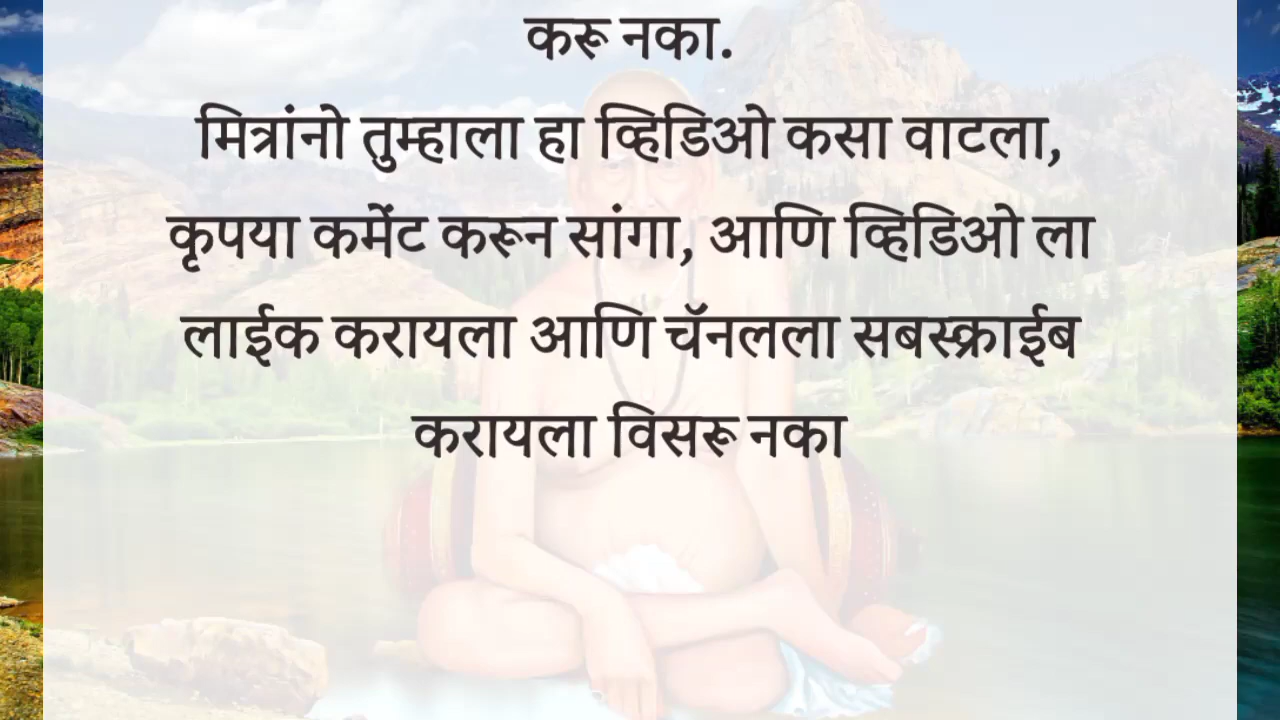 करू नका.
मित्रांनो तुम्हाला हा व्हिडिओ कसा वाटला,
कृपया कमेंट करून सांगा, आणि व्हिडिओ ला
लाईक करायला आणि चॅनलला सबस्क्राईब
करायला विसरू नका